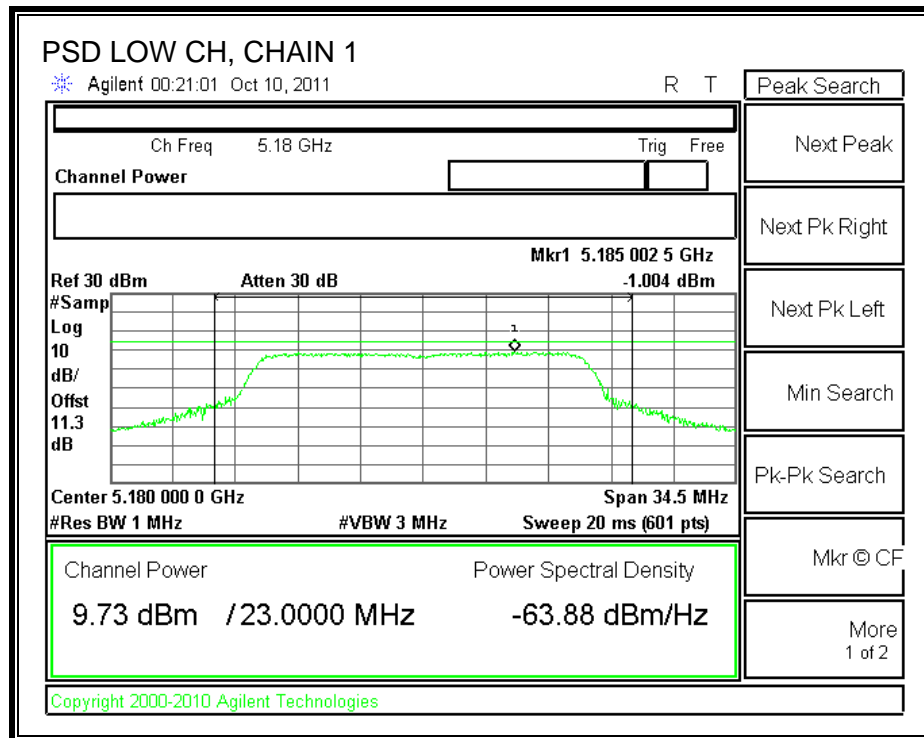 PSD LOW CH, CHAIN 1
Agilent 00:21:01 Oct 10, 2011 R T
Peak Search
Ch Freq 5.18 GHz Trig Free
Channel Power
Mkr1 5.185 002 5 GHz
Ref 30 dBm Atten 30 dB -1.004 dBm
#Samp
Log
10
dB/
Offst
11.3
dB
1
Center 5.180 000 0 GHz Span 34.5 MHz
#Res BW 1 MHz #VBW 3 MHz Sweep 20 ms (601 pts)
Channel Power Power Spectral Density
9.73 dBm / 23.0000 MHz -63.88 dBm/Hz
Copyright 2000-2010 Agilent Technologies
Next Peak
Next Pk Right
Next Pk Left
Min Search
Pk-Pk Search
Mkr © CF
More
1 of 2